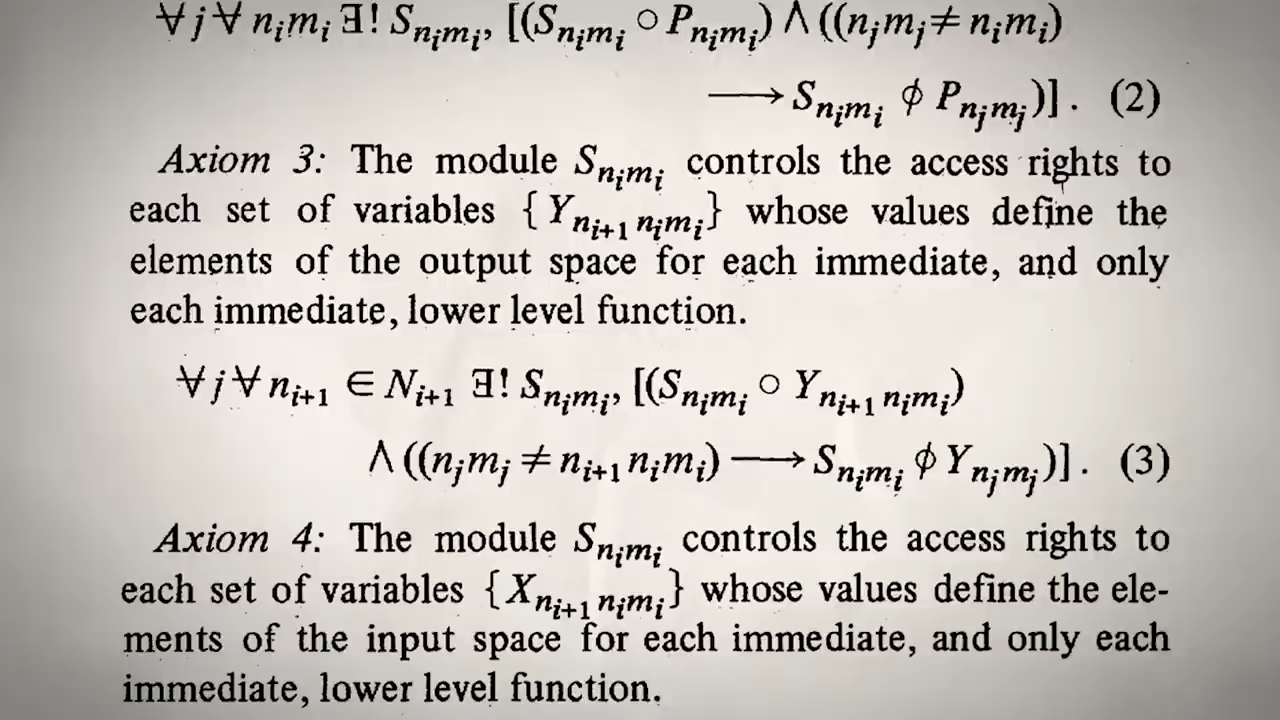 ∀j∀ n_i m_i ∃! S_{n_i m_i}, [(S_{n_i m_i} ○ P_{n_i m_i}) ∧ ((n_j m_j ≠ n_i m_i)
⟶ S_{n_i m_i} ϕ P_{n_j m_j})]. (2)
Axiom 3: The module S_{n_i m_i} controls the access rights to
each set of variables {Y_{n_{i+1} n_i m_i}} whose values define the
elements of the output space for each immediate, and only
each immediate, lower level function.
∀j∀ n_{i+1} ∈ N_{i+1} ∃! S_{n_i m_i}, [(S_{n_i m_i} ○ Y_{n_{i+1} n_i m_i})
∧ ((n_j m_j ≠ n_{i+1} n_i m_i) ⟶ S_{n_i m_i} ϕ Y_{n_j m_j})]. (3)
Axiom 4: The module S_{n_i m_i} controls the access rights to
each set of variables {X_{n_{i+1} n_i m_i}} whose values define the ele-
ments of the input space for each immediate, and only each
immediate, lower level function.